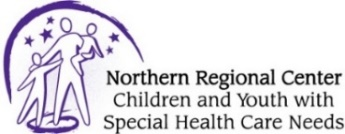 Northern Regional Center
Children and Youth with
Special Health Care Needs